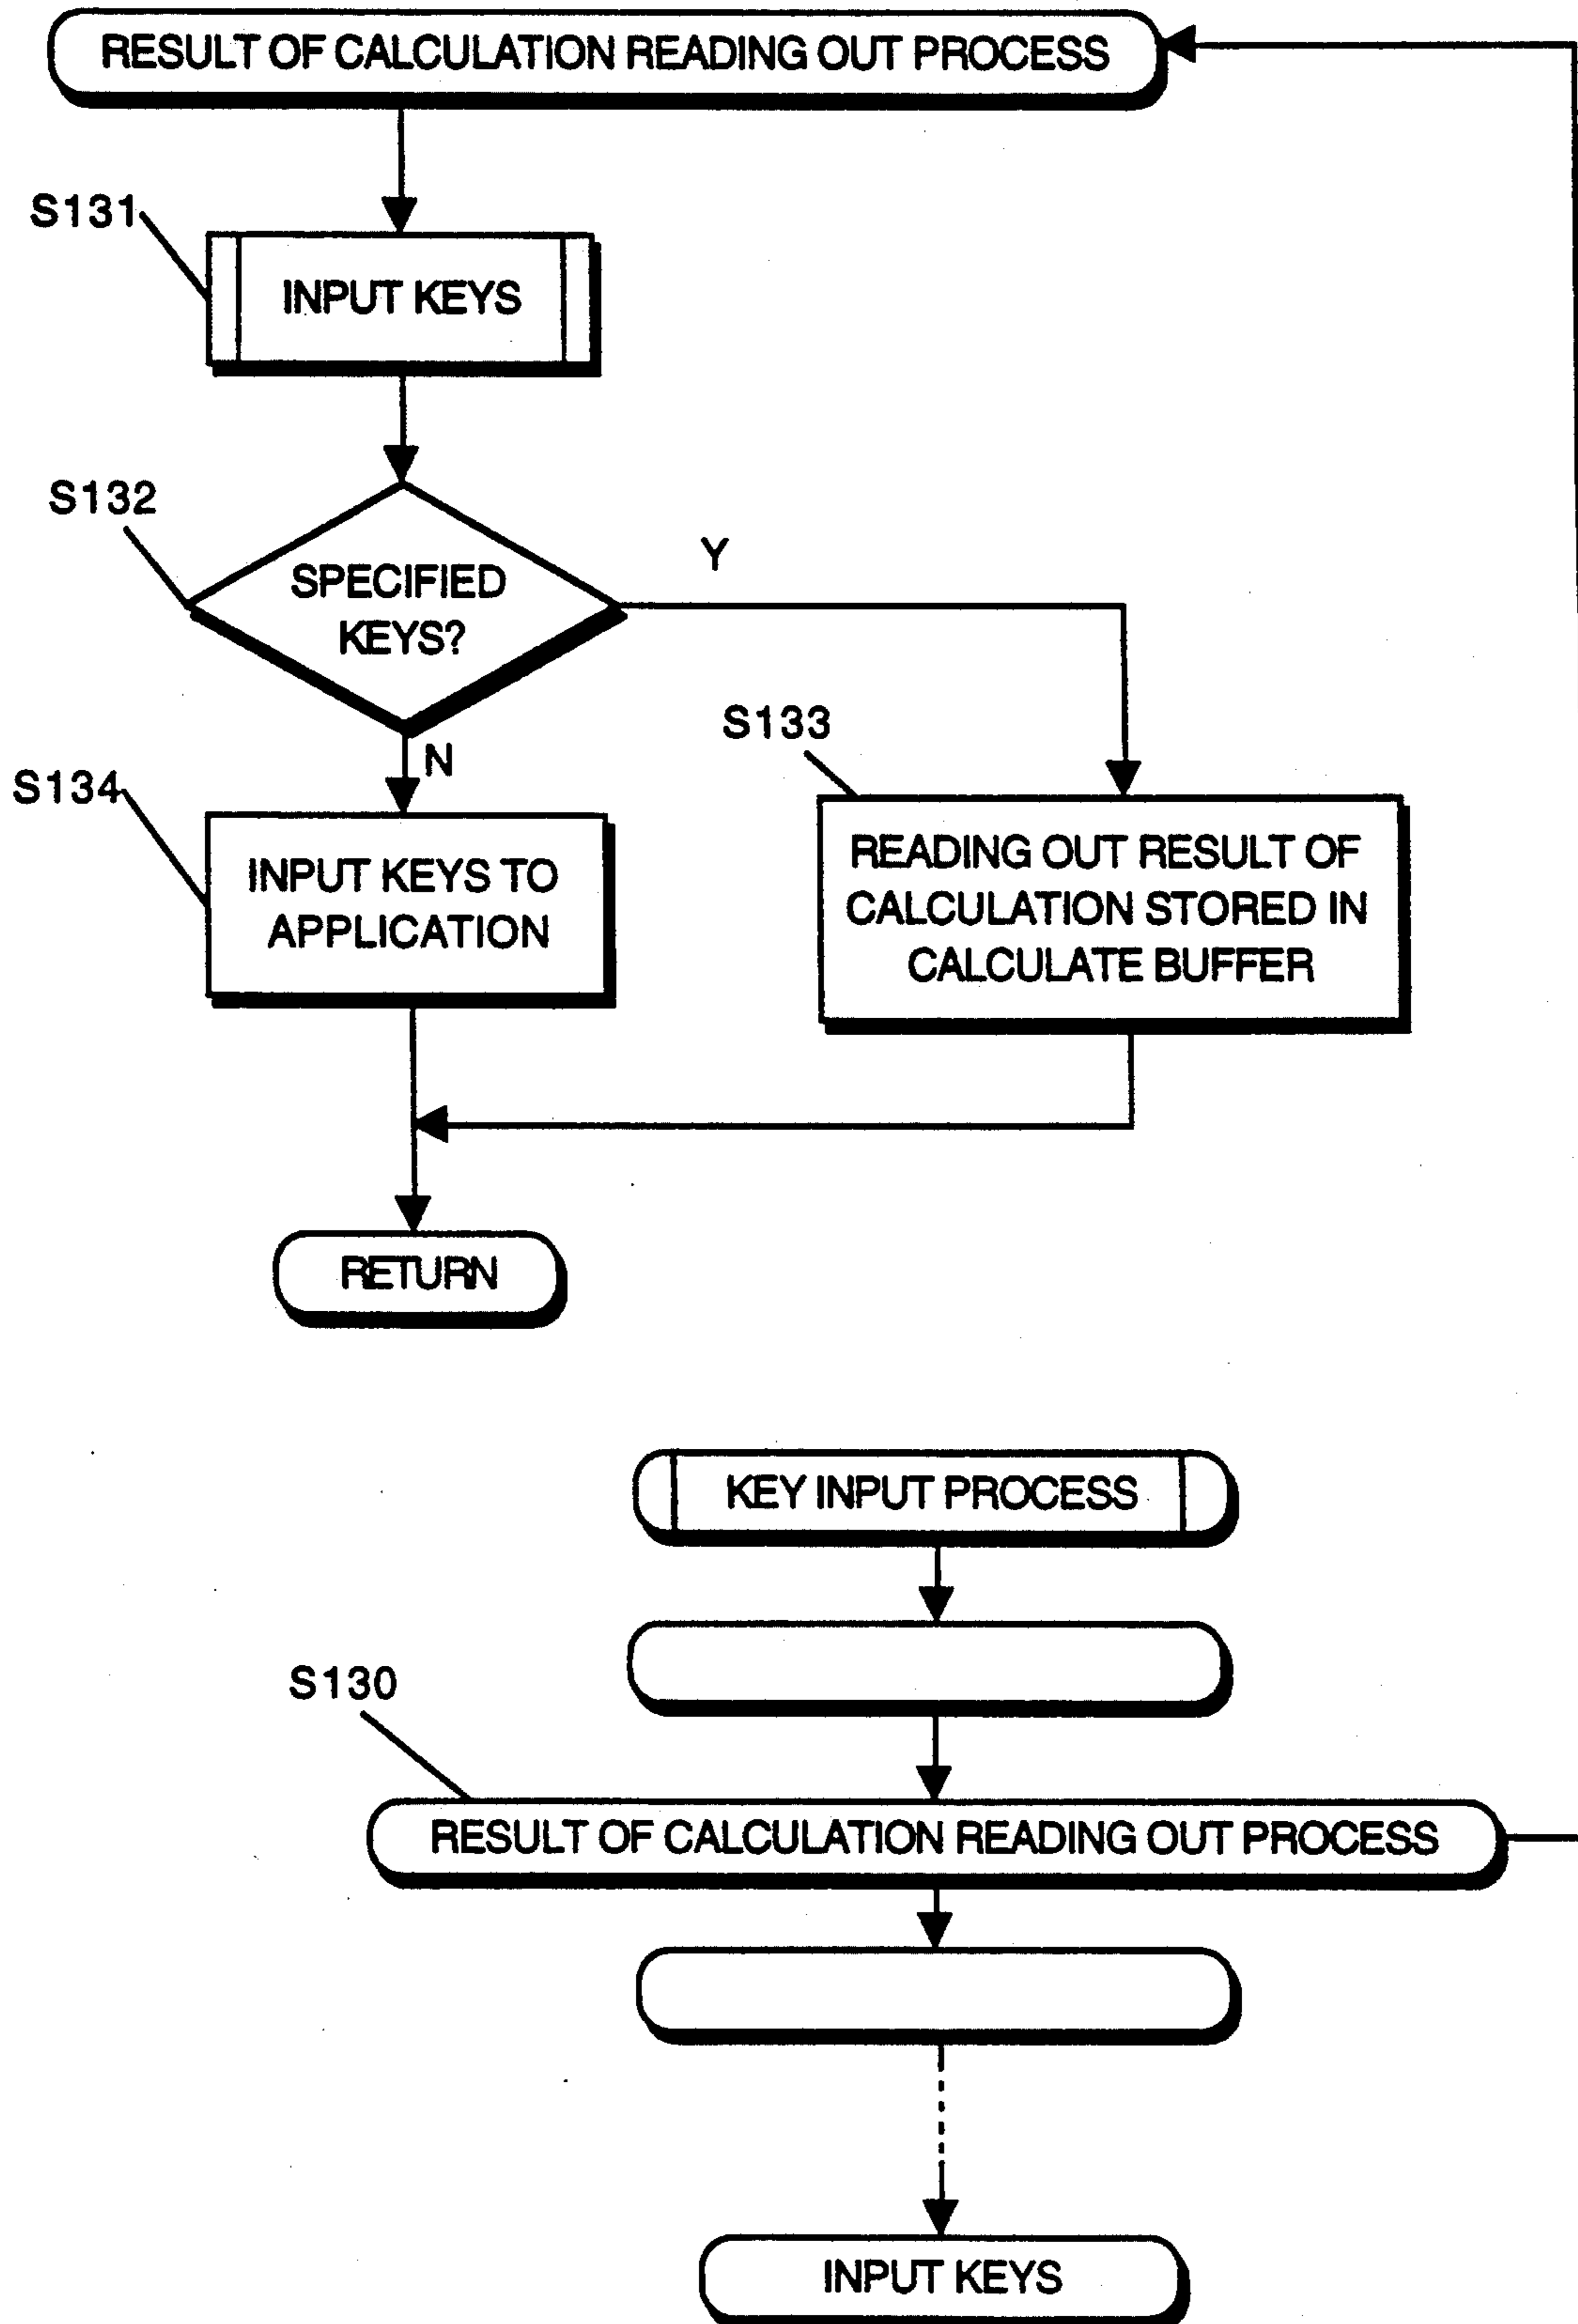 RESULT OF CALCULATION READING OUT PROCESS
S131
INPUT KEYS
S132
SPECIFIED
KEYS?
Y
N
S133
S134
INPUT KEYS TO
APPLICATION
READING OUT RESULT OF
CALCULATION STORED IN
CALCULATE BUFFER
RETURN
KEY INPUT PROCESS
S130
RESULT OF CALCULATION READING OUT PROCESS
INPUT KEYS